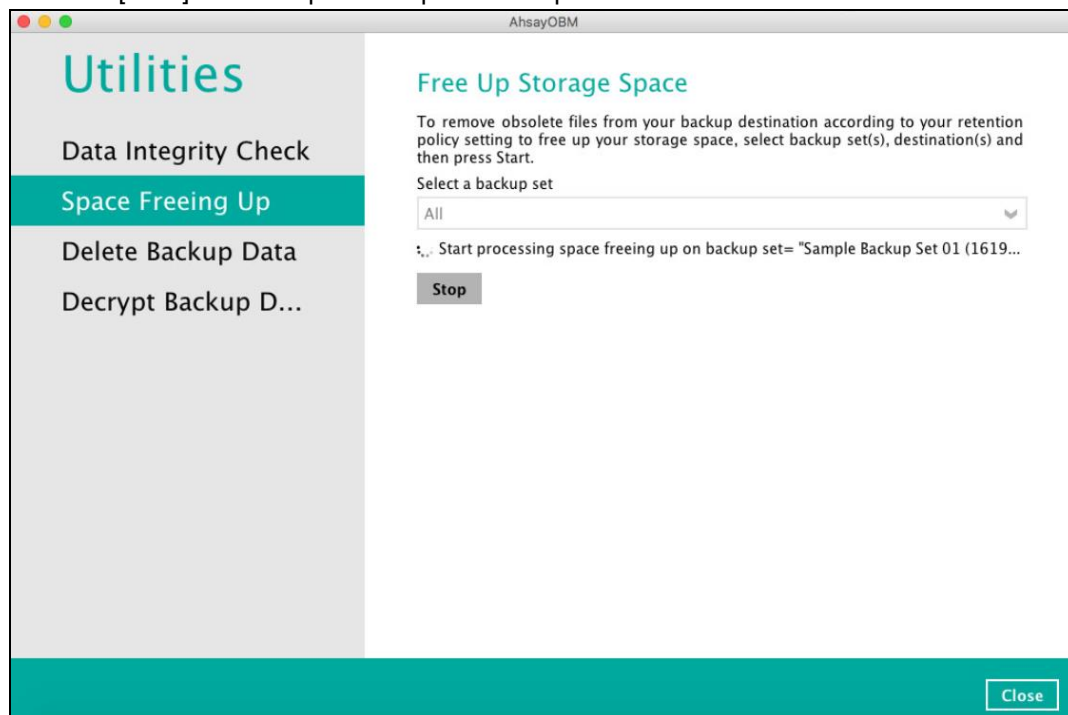 AhsayOBM
Utilities
Data Integrity Check
Space Freeing Up
Delete Backup Data
Decrypt Backup D...
Free Up Storage Space
To remove obsolete files from your backup destination according to your retention
policy setting to free up your storage space, select backup set(s), destination(s) and
then press Start.
Select a backup set
All
Start processing space freeing up on backup set= "Sample Backup Set 01 (1619...
Stop
Close